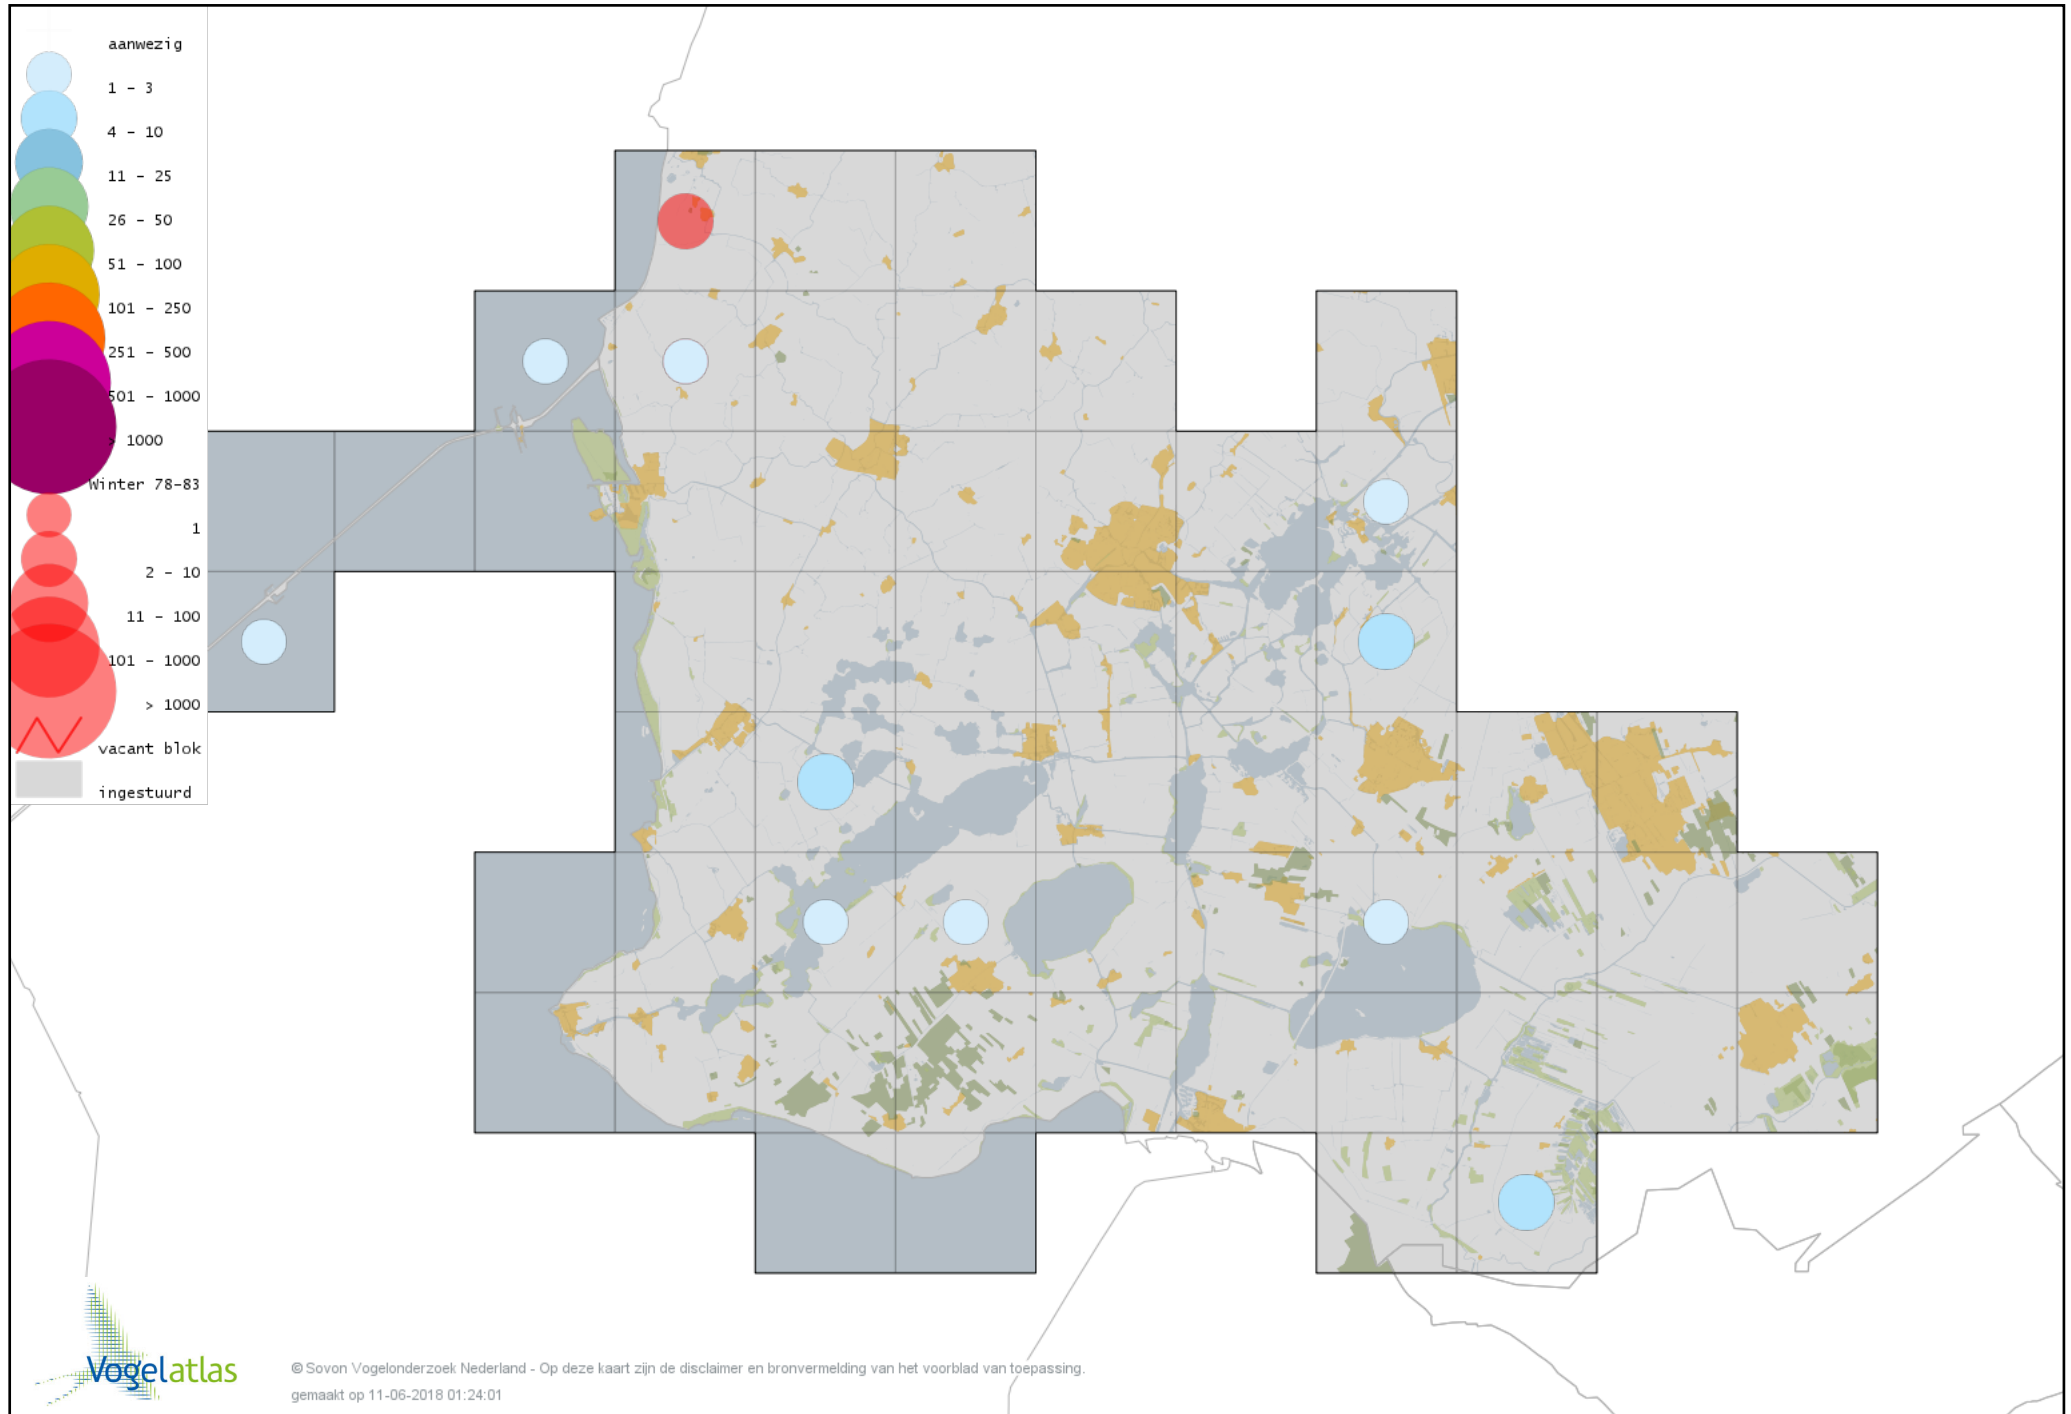 aanwezig
1 - 3
4 - 10
11 - 25
26 - 50
51 - 100
101 - 250
251 - 500
501 - 1000
> 1000
Winter 78-83
1
2 - 10
11 - 100
101 - 1000
> 1000
vacant blok
ingestuurd
Vogelatlas
© Sovon Vogelonderzoek Nederland - Op deze kaart zijn de disclaimer en bronvermelding van het voorblad van toepassing.
gemaakt op 11-06-2018 01:24:01